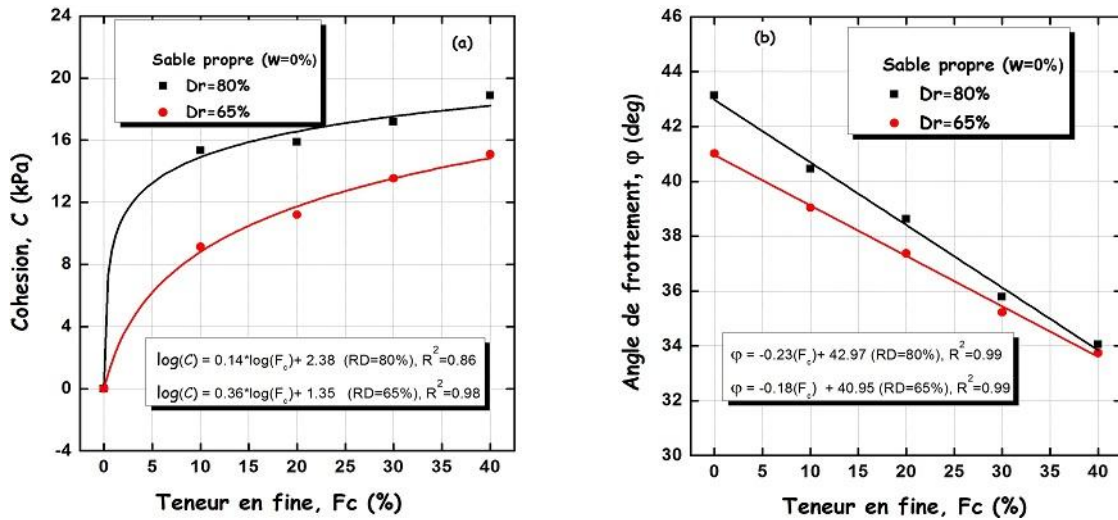 (a)
Sable propre (w=0%)
Dr=80%
Dr=65%
24
20
16
12
8
4
0
-4
Cohesion, C (kPa)
log(C) = 0.14*log(F_c)+ 2.38 (RD=80%), R²=0.86
log(C) = 0.36*log(F_c)+ 1.35 (RD=65%), R²=0.98
0 5 10 15 20 25 30 35 40
Teneur en fine, Fc (%)
(b)
Sable propre (w=0%)
Dr=80%
Dr=65%
46
44
42
40
38
36
34
32
30
Angle de frottement, φ (deg)
φ = -0.23(F_c)+ 42.97 (RD=80%), R²=0.99
φ = -0.18(F_c) + 40.95 (RD=65%), R²=0.99
0 5 10 15 20 25 30 35 40
Teneur en fine, Fc (%)